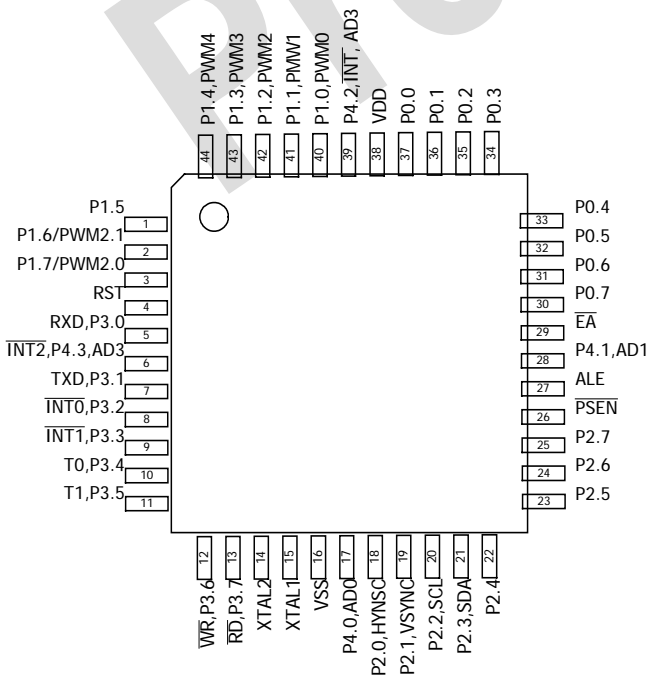 Pro
P1.4,PWM4
P1.3,PWM3
P1.2,PWM2
P1.1,PMW1
P1.0,PWM0
P4.2,INT, AD3
VDD
P0.0
P0.1
P0.2
P0.3
44
43
42
41
40
39
38
37
36
35
34
P1.5
1
P1.6/PWM2.1
2
P1.7/PWM2.0
3
RST
4
RXD,P3.0
5
INT2,P4.3,AD3
6
TXD,P3.1
7
INT0,P3.2
8
INT1,P3.3
9
T0,P3.4
10
T1,P3.5
11
33
P0.4
32
P0.5
31
P0.6
30
P0.7
29
EA
28
P4.1,AD1
27
ALE
26
PSEN
25
P2.7
24
P2.6
23
P2.5
12
13
14
15
16
17
18
19
20
21
22
WR,P3.6
RD,P3.7
XTAL2
XTAL1
VSS
P4.0,AD0
P2.0,HYNSC
P2.1,VSYNC
P2.2,SCL
P2.3,SDA
P2.4